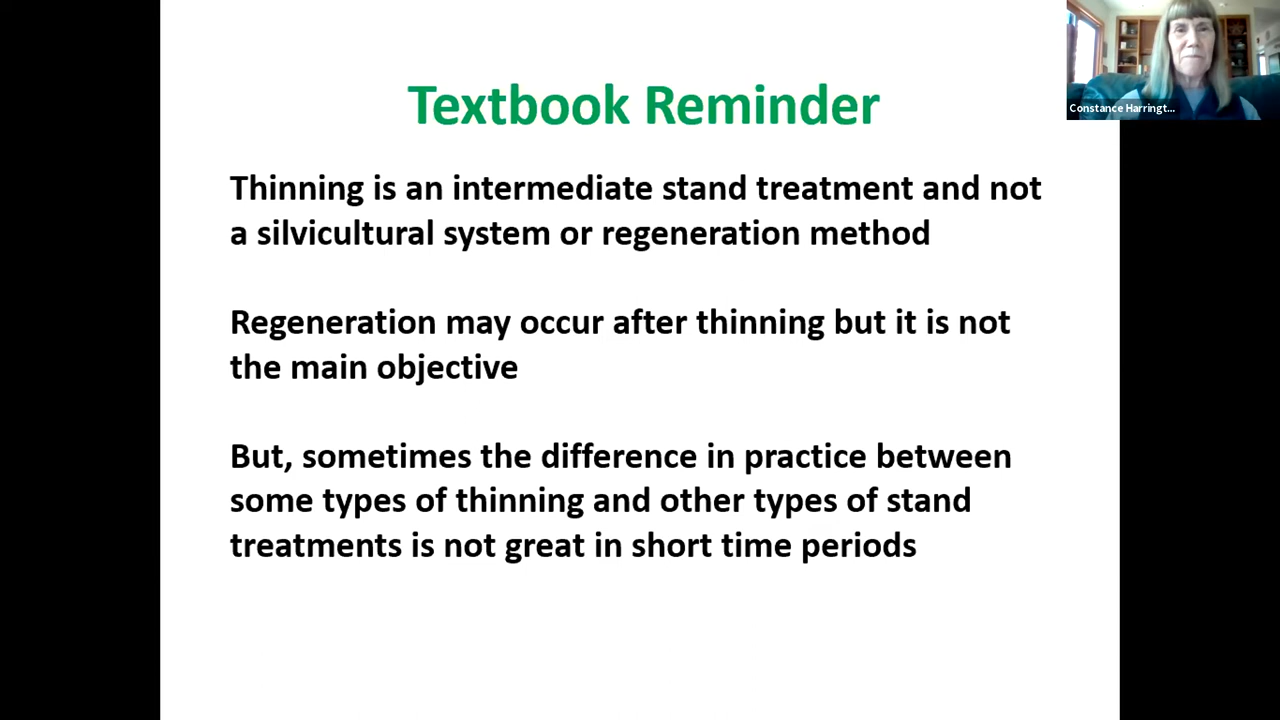 Textbook Reminder
Constance Harringt...
Thinning is an intermediate stand treatment and not
a silvicultural system or regeneration method
Regeneration may occur after thinning but it is not
the main objective
But, sometimes the difference in practice between
some types of thinning and other types of stand
treatments is not great in short time periods